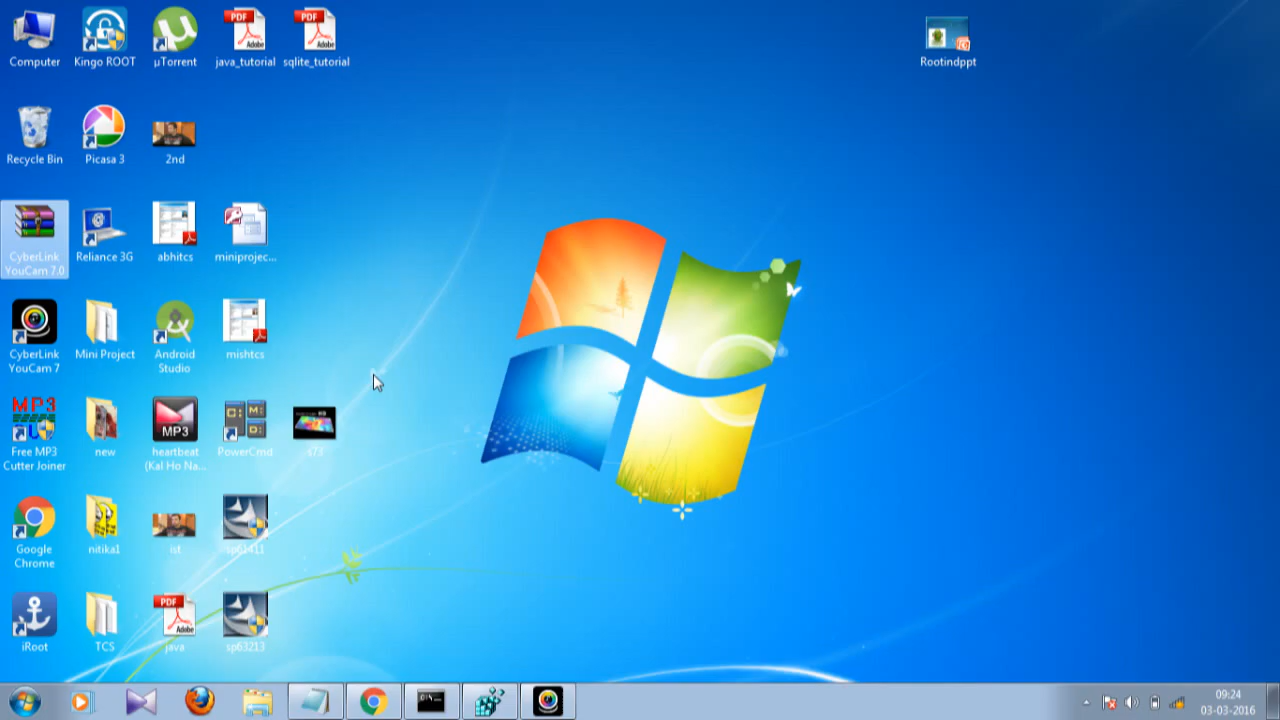 Computer
Kingo ROOT
µTorrent
java_tutorial
sqlite_tutorial
Rootindppt
Recycle Bin
Picasa 3
2nd
CyberLink
YouCam 7.0
Reliance 3G
abhitcs
miniprojec...
CyberLink
YouCam 7
Mini Project
Android
Studio
mishtcs
Free MP3
Cutter Joiner
new
heartbeat
(Kal Ho Na...
PowerCmd
s73
Google
Chrome
nitika1
ist
sp61411
iRoot
TCS
java
sp63213
PDF
Adobe
PDF
Adobe
MP3
MP3
C:
M:
D:
PDF
Adobe
C:\
09:24
03-03-2016